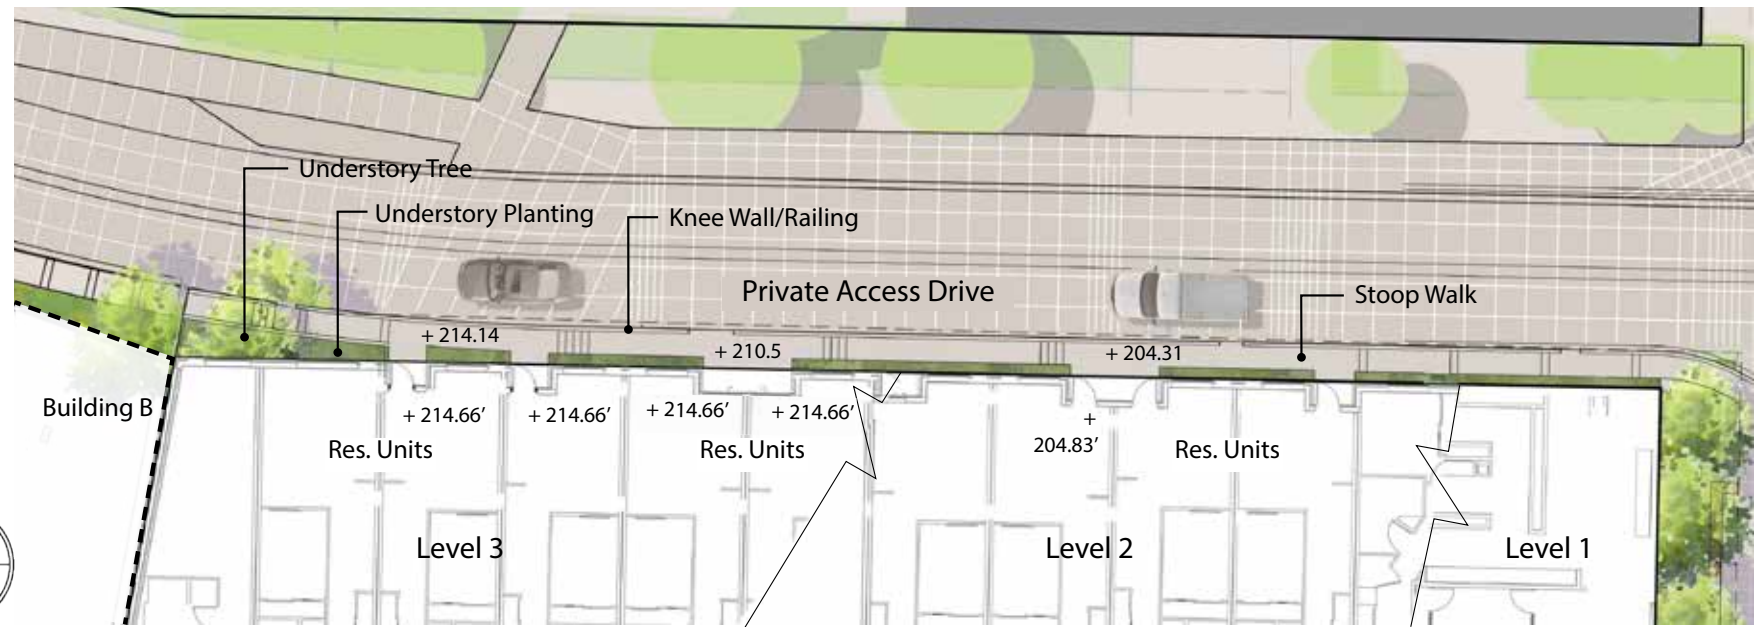 Understory Tree
Understory Planting
Knee Wall/Railing
Private Access Drive
Stoop Walk
+ 214.14
+ 210.5
+ 204.31
Building B
+ 214.66’
+ 214.66’
+ 214.66’
+ 214.66’
+
204.83’
Res. Units
Res. Units
Res. Units
Level 3
Level 2
Level 1